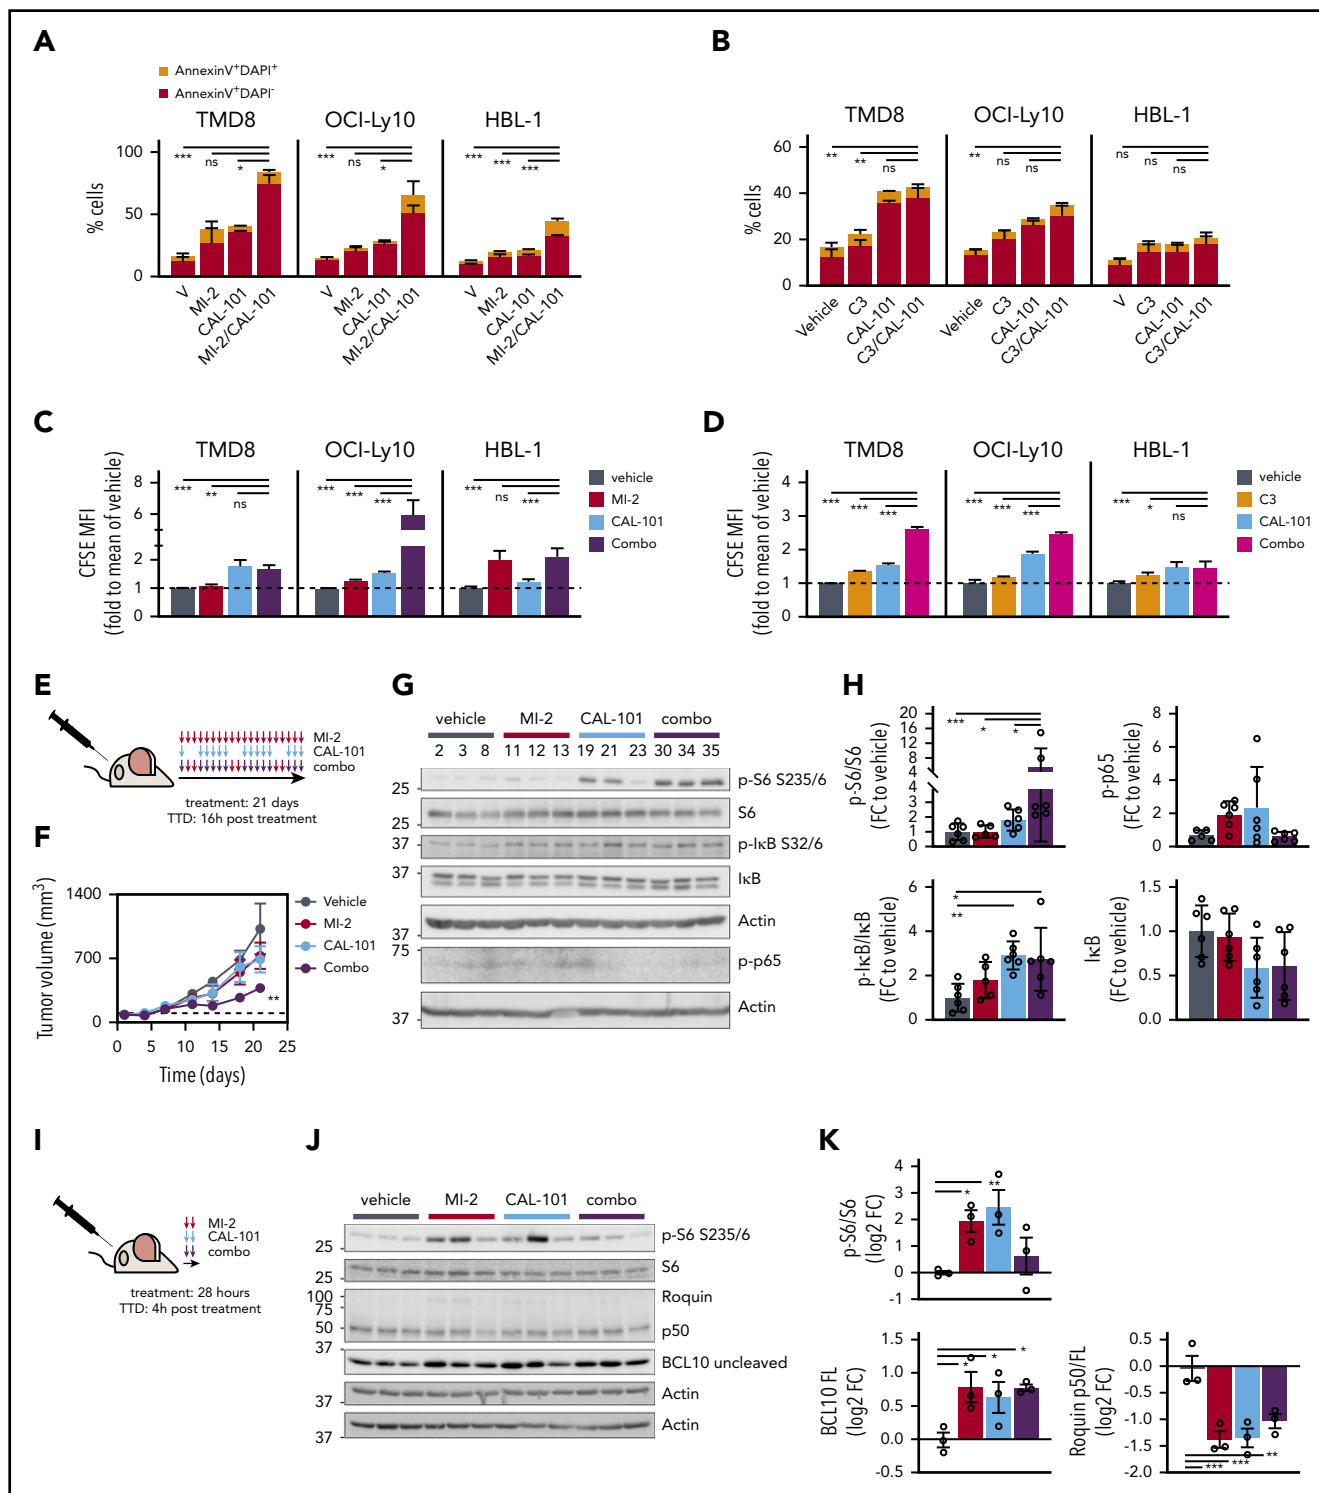 A
AnnexinV+DAPI+
AnnexinV+DAPI-
TMD8
OCI-Ly10
HBL-1
% cells
100
50
0
*** ns *
*** ns *
*** *** ***
V MI-2 CAL-101 MI-2/CAL-101
V MI-2 CAL-101 MI-2/CAL-101
V MI-2 CAL-101 MI-2/CAL-101
B
TMD8
OCI-Ly10
HBL-1
% cells
60
40
20
0
** ** ns
** ns ns
ns ns ns
Vehicle C3 CAL-101 C3/CAL-101
Vehicle C3 CAL-101 C3/CAL-101
V C3 CAL-101 C3/CAL-101
C
TMD8
OCI-Ly10
HBL-1
CFSE MFI
(fold to mean of vehicle)
8
6
2
1
0
*** ** ns
*** *** ***
*** ns ***
vehicle
MI-2
CAL-101
Combo
D
TMD8
OCI-Ly10
HBL-1
CFSE MFI
(fold to mean of vehicle)
4
3
2
1
0
*** *** ***
*** *** ***
*** * ns
vehicle
C3
CAL-101
Combo
E
MI-2
CAL-101
combo
treatment: 21 days
TTD: 16h post treatment
F
Tumor volume (mm3)
1400
700
0
0 5 10 15 20 25
Time (days)
Vehicle
MI-2
CAL-101
Combo
**
G
vehicle MI-2 CAL-101 combo
2 3 8 11 12 13 19 21 23 30 34 35
25 p-S6 S235/6
25 S6
37 p-IκB S32/6
37 IκB
37 Actin
75 p-p65
37 Actin
H
p-S6/S6
(FC to vehicle)
20
16
12
8
4
2
1
0
*** * *
p-p65
(FC to vehicle)
8
6
4
2
0
p-IκB/IκB
(FC to vehicle)
6
4
2
0
*
**
IκB
(FC to vehicle)
1.5
1.0
0.5
0.0
I
MI-2
CAL-101
combo
treatment: 28 hours
TTD: 4h post treatment
J
vehicle MI-2 CAL-101 combo
25 p-S6 S235/6
25 S6
100 Roquin
75
50 p50
37
BCL10 uncleaved
37 Actin
37 Actin
K
p-S6/S6
(log2 FC)
4
3
2
1
0
-1
* **
BCL10 FL
(log2 FC)
1.5
1.0
0.5
0.0
-0.5
* * *
Roquin p50/FL
(log2 FC)
0.5
0.0
-0.5
-1.0
-1.5
-2.0
*** *** **